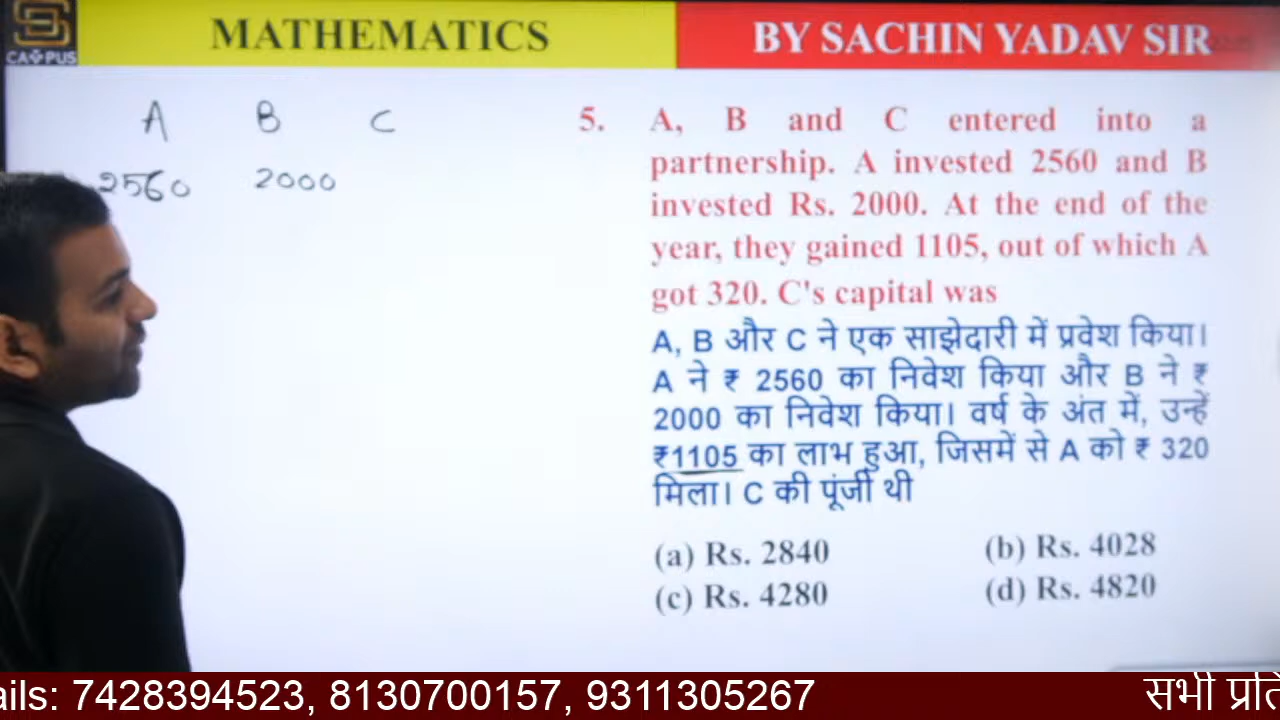 CAMPUS
MATHEMATICS
BY SACHIN YADAV SIR
A B C
2560 2000
5. A, B and C entered into a
partnership. A invested 2560 and B
invested Rs. 2000. At the end of the
year, they gained 1105, out of which A
got 320. C's capital was
A, B और C ने एक साझेदारी में प्रवेश किया।
A ने ₹ 2560 का निवेश किया और B ने ₹
2000 का निवेश किया। वर्ष के अंत में, उन्हें
₹1105 का लाभ हुआ, जिसमें से A को ₹ 320
मिला। C की पूंजी थी
(a) Rs. 2840 (b) Rs. 4028
(c) Rs. 4280 (d) Rs. 4820
ails: 7428394523, 8130700157, 9311305267 सभी